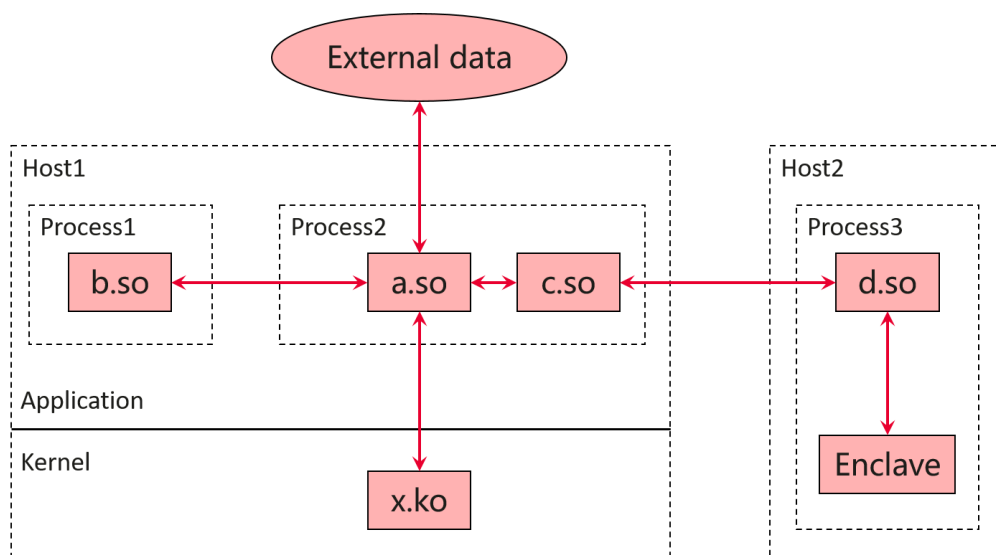 External data
Host1
Host2
Process1
Process2
Process3
b.so
a.so
c.so
d.so
Application
Kernel
Enclave
x.ko